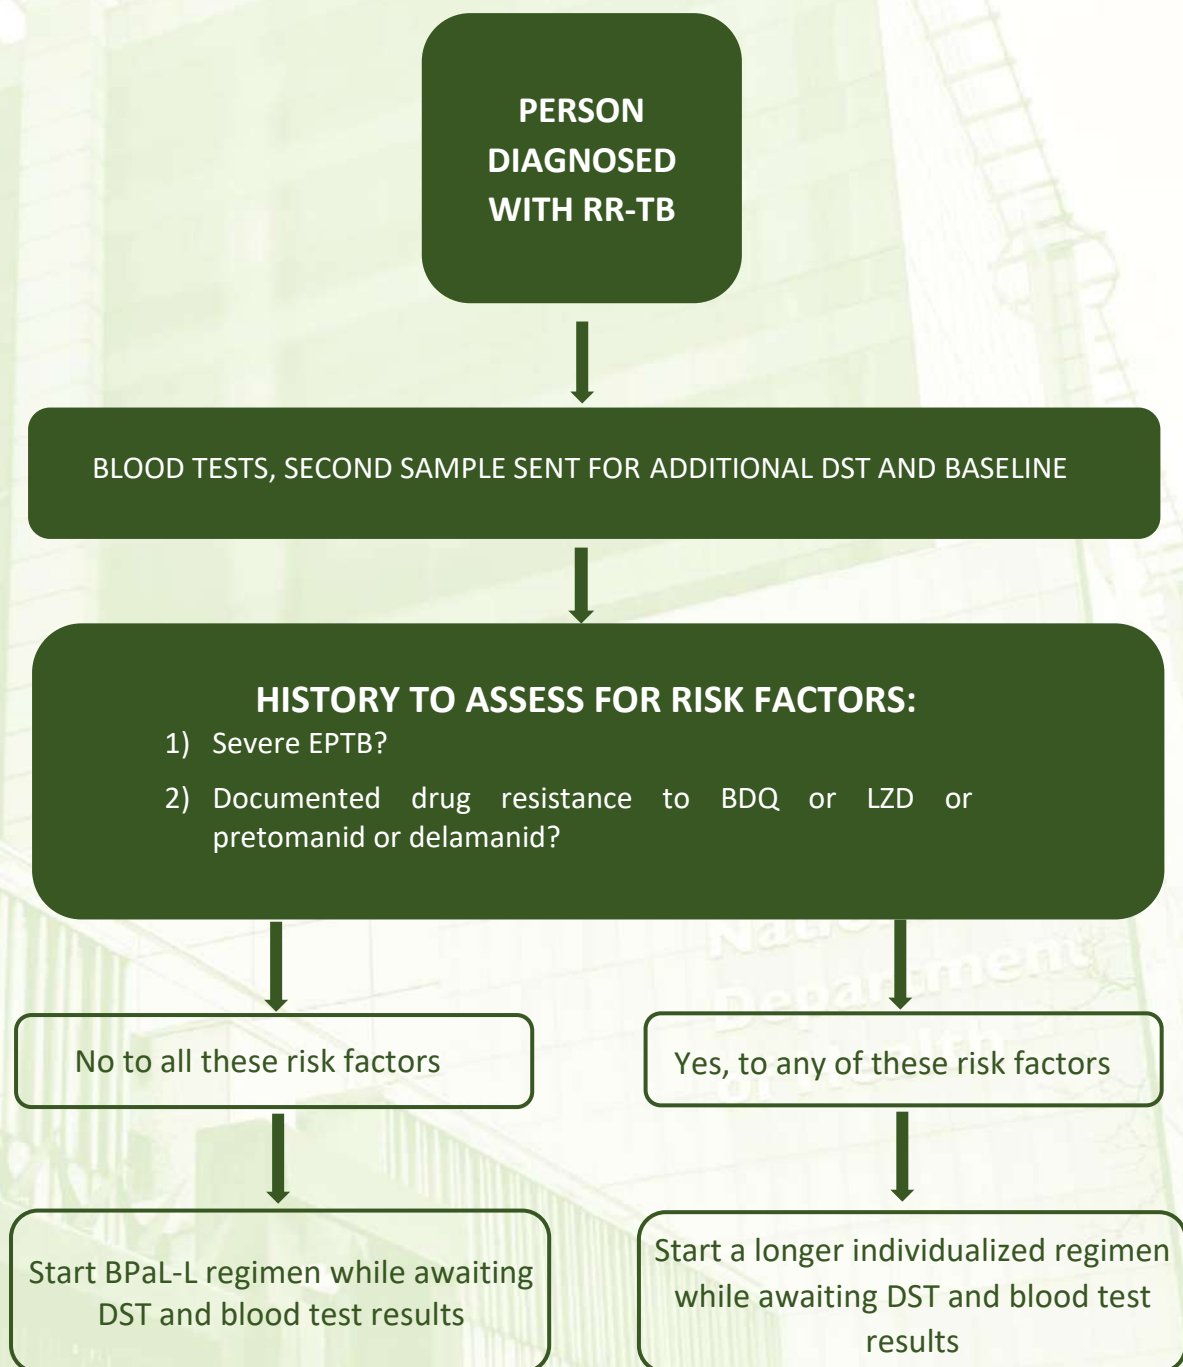 PERSON
DIAGNOSED
WITH RR-TB
BLOOD TESTS, SECOND SAMPLE SENT FOR ADDITIONAL DST AND BASELINE
HISTORY TO ASSESS FOR RISK FACTORS:
1) Severe EPTB?
2) Documented drug resistance to BDQ or LZD or
pretomanid or delamanid?
No to all these risk factors
Yes, to any of these risk factors
Start BPaL-L regimen while awaiting
DST and blood test results
Start a longer individualized regimen
while awaiting DST and blood test
results
Department